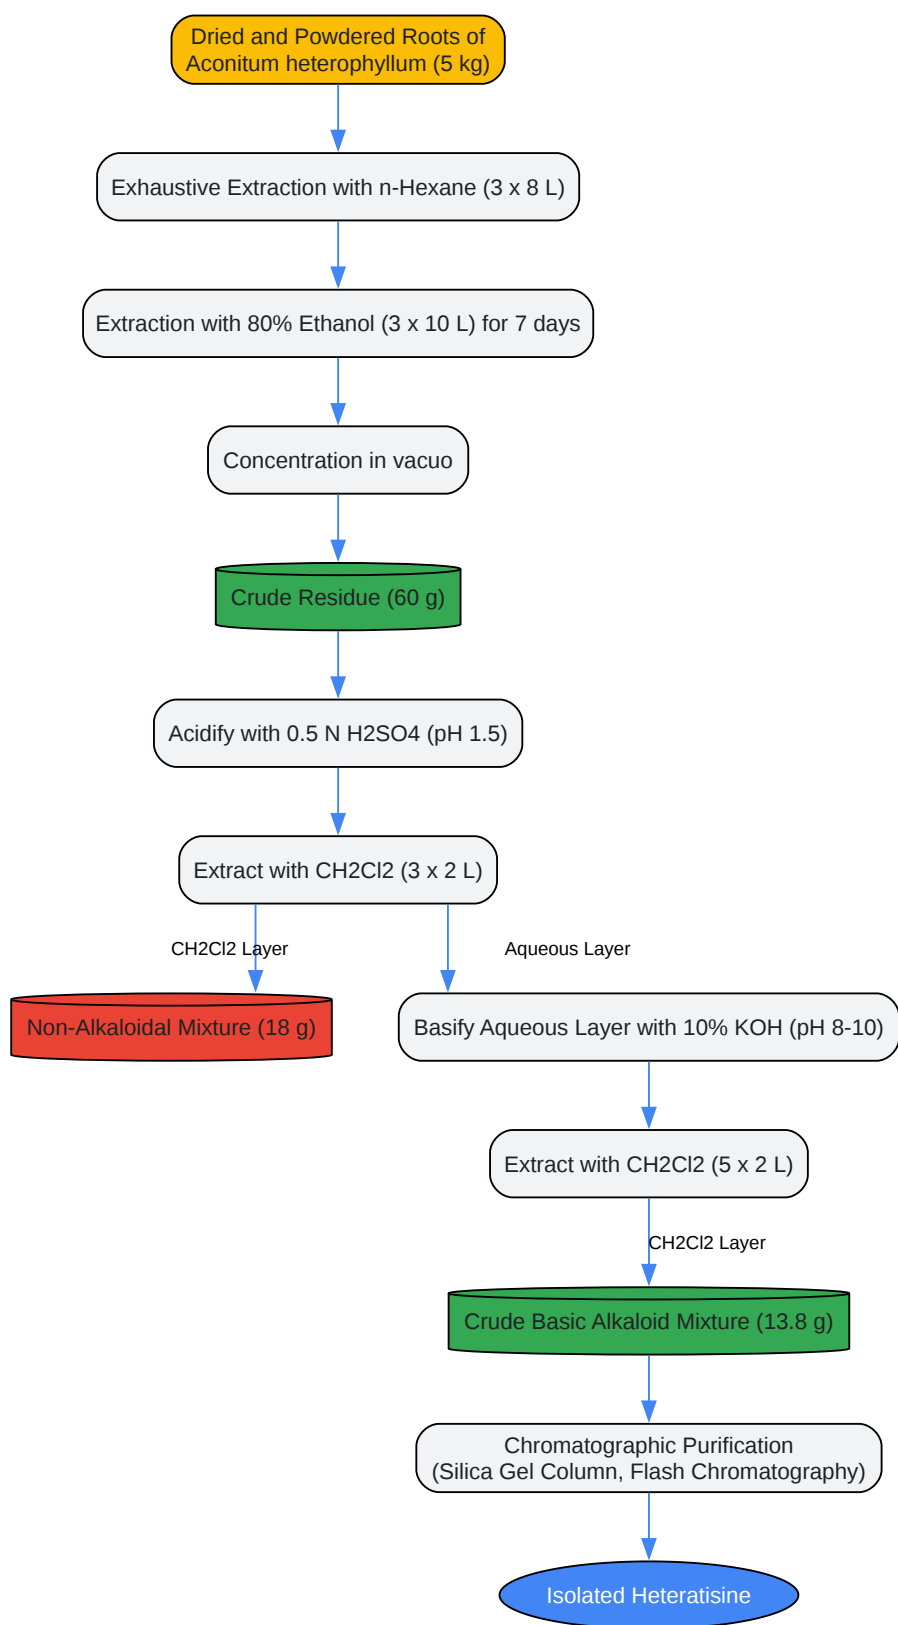 Dried and Powdered Roots of
Aconitum heterophyllum (5 kg)
Exhaustive Extraction with n-Hexane (3 x 8 L)
Extraction with 80% Ethanol (3 x 10 L) for 7 days
Concentration in vacuo
Crude Residue (60 g)
Acidify with 0.5 N H2SO4 (pH 1.5)
Extract with CH2Cl2 (3 x 2 L)
CH2Cl2 Layer
Aqueous Layer
Non-Alkaloidal Mixture (18 g)
Basify Aqueous Layer with 10% KOH (pH 8-10)
Extract with CH2Cl2 (5 x 2 L)
CH2Cl2 Layer
Crude Basic Alkaloid Mixture (13.8 g)
Chromatographic Purification
(Silica Gel Column, Flash Chromatography)
Isolated Heteratisine